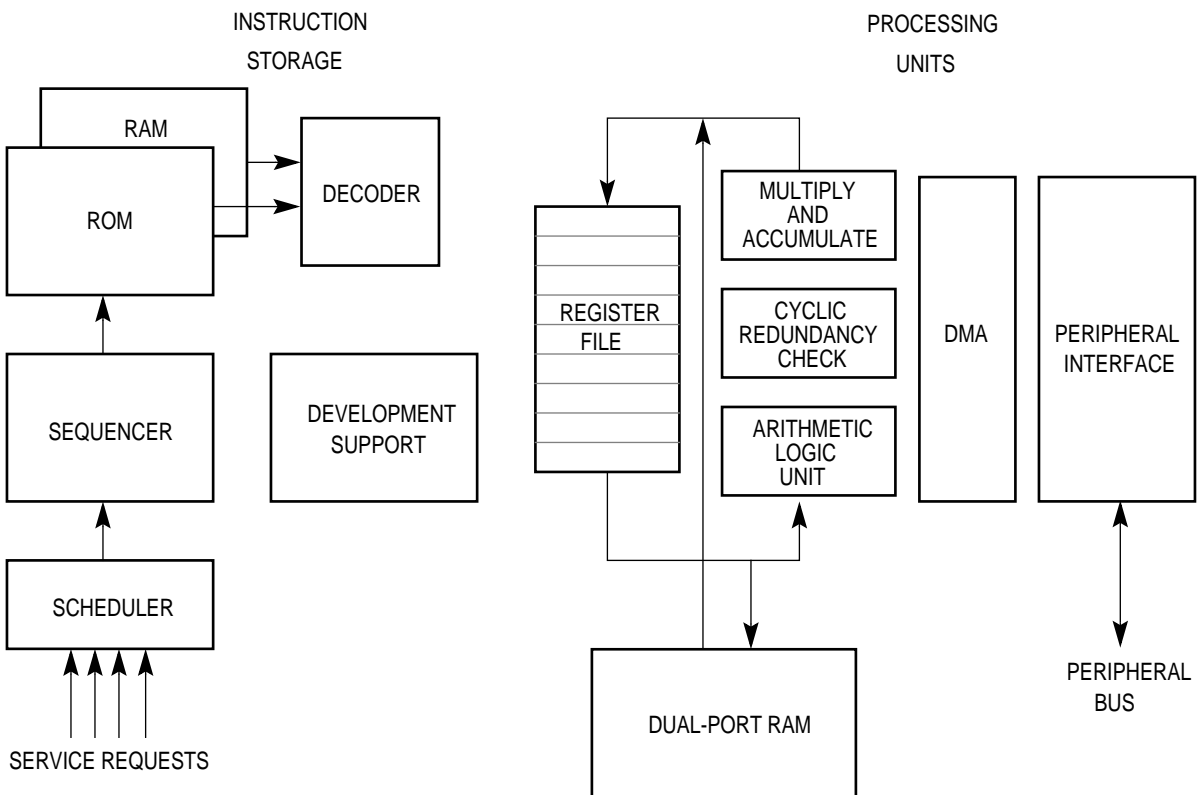 INSTRUCTION
STORAGE
PROCESSING
UNITS
RAM
ROM
DECODER
SEQUENCER
DEVELOPMENT
SUPPORT
SCHEDULER
SERVICE REQUESTS
REGISTER
FILE
MULTIPLY
AND
ACCUMULATE
CYCLIC
REDUNDANCY
CHECK
ARITHMETIC
LOGIC
UNIT
DMA
PERIPHERAL
INTERFACE
DUAL-PORT RAM
PERIPHERAL
BUS